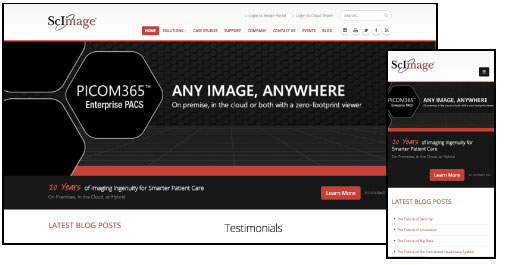 ScImage
Login to Image Portal
Login to Cloud Share
Search...
HOME SOLUTIONS CASE STUDIES SUPPORT COMPANY CONTACT US EVENTS BLOG
PICOM365™
Enterprise PACS
ANY IMAGE, ANYWHERE
On premise, in the cloud or both with a zero-footprint viewer
20 Years of Imaging Ingenuity for Smarter Patient Care
On Premises, In the Cloud, or Hybrid
Learn More
or contact
LATEST BLOG POSTS
Testimonials
ScImage
PICOM365™
Enterprise PACS
ANY IMAGE, ANYWHERE
On premise, in the cloud or both with a zero-footprint viewer
20 Years of Imaging Ingenuity for
Smarter Patient Care
On Premises, In the Cloud, or Hybrid
Learn More
or contact us
LATEST BLOG POSTS
The Future of Security
The Future of Innovation
The Future of Big Data
The Future of the Connected Healthcare System